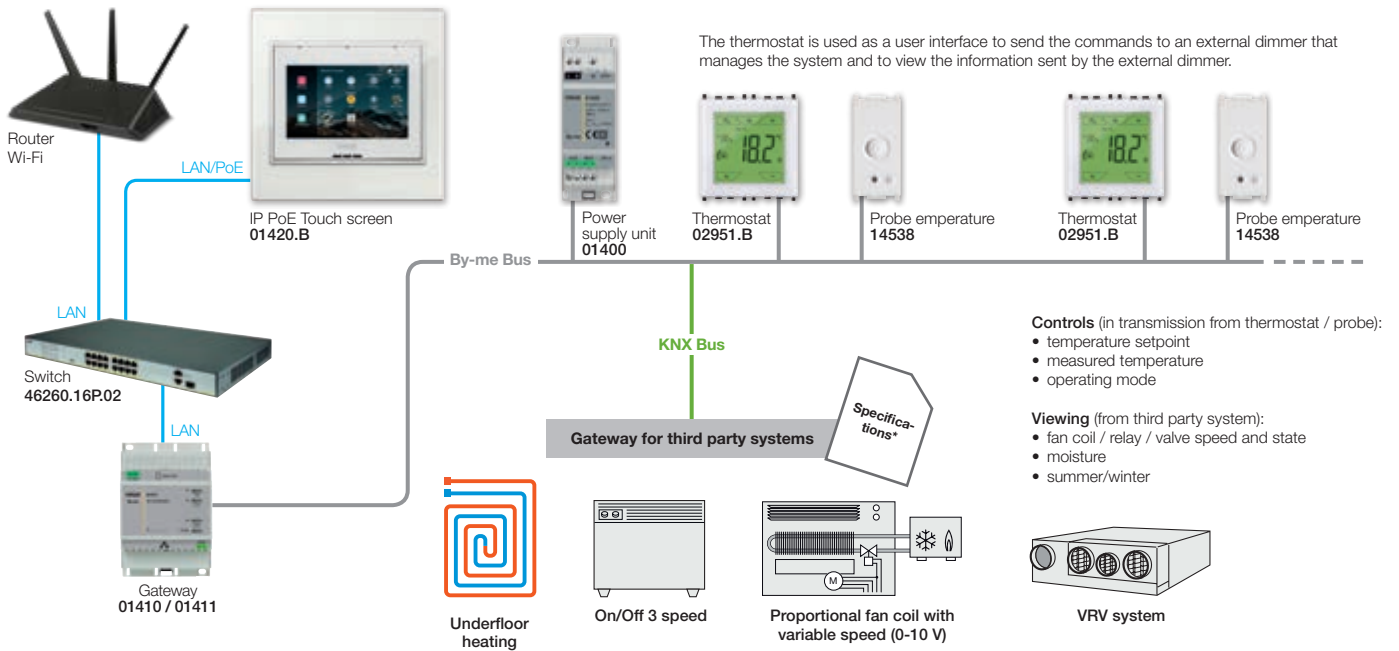 The thermostat is used as a user interface to send the commands to an external dimmer that
manages the system and to view the information sent by the external dimmer.
Router
Wi-Fi
LAN/PoE
IP PoE Touch screen
01420.B
Power
supply unit
01400
18.2°
Thermostat
02951.B
Probe emperature
14538
18.2°
Thermostat
02951.B
Probe emperature
14538
By-me Bus
LAN
Switch
46260.16P.02
LAN
Gateway
01410 / 01411
KNX Bus
Gateway for third party systems
Specifica-
tions*
Controls (in transmission from thermostat / probe):
• temperature setpoint
• measured temperature
• operating mode
Viewing (from third party system):
• fan coil / relay / valve speed and state
• moisture
• summer/winter
Underfloor
heating
On/Off 3 speed
M
Proportional fan coil with
variable speed (0-10 V)
VRV system